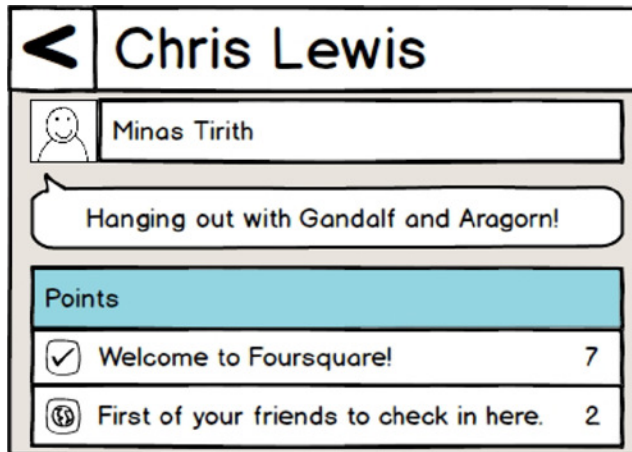 Chris Lewis
Minas Tirith
Hanging out with Gandalf and Aragorn!
Points
Welcome to Foursquare! 7
First of your friends to check in here. 2